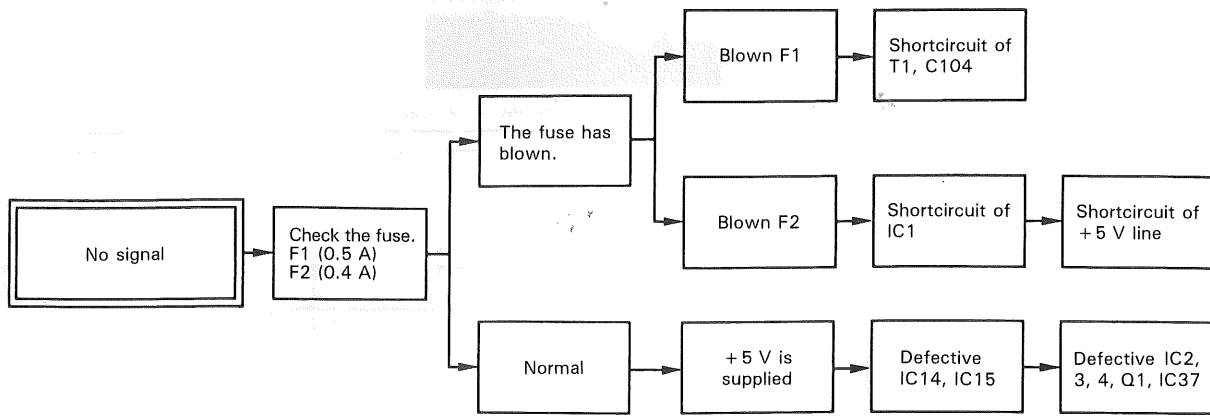 No signal
Check the fuse.
F1 (0.5 A)
F2 (0.4 A)
The fuse has
blown.
Blown F1
Shortcircuit of
T1, C104
Blown F2
Shortcircuit of
IC1
Shortcircuit of
+5 V line
Normal
+5 V is
supplied
Defective
IC14, IC15
Defective IC2,
3, 4, Q1, IC37